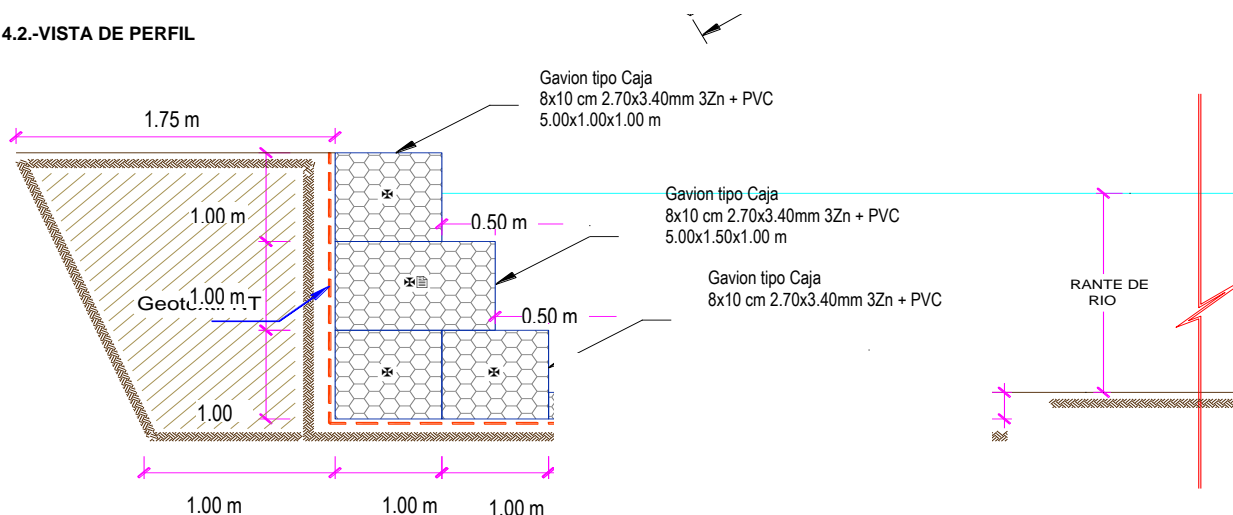 4.2.-VISTA DE PERFIL
Gavion tipo Caja
8x10 cm 2.70x3.40mm 3Zn + PVC
5.00x1.00x1.00 m
1.75 m
Gavion tipo Caja
8x10 cm 2.70x3.40mm 3Zn + PVC
5.00x1.50x1.00 m
1.00 m
0.50 m
Gavion tipo Caja
8x10 cm 2.70x3.40mm 3Zn + PVC
RANTE DE
RIO
1.00 m
0.50 m
1.00
1.00 m
1.00 m
1.00 m